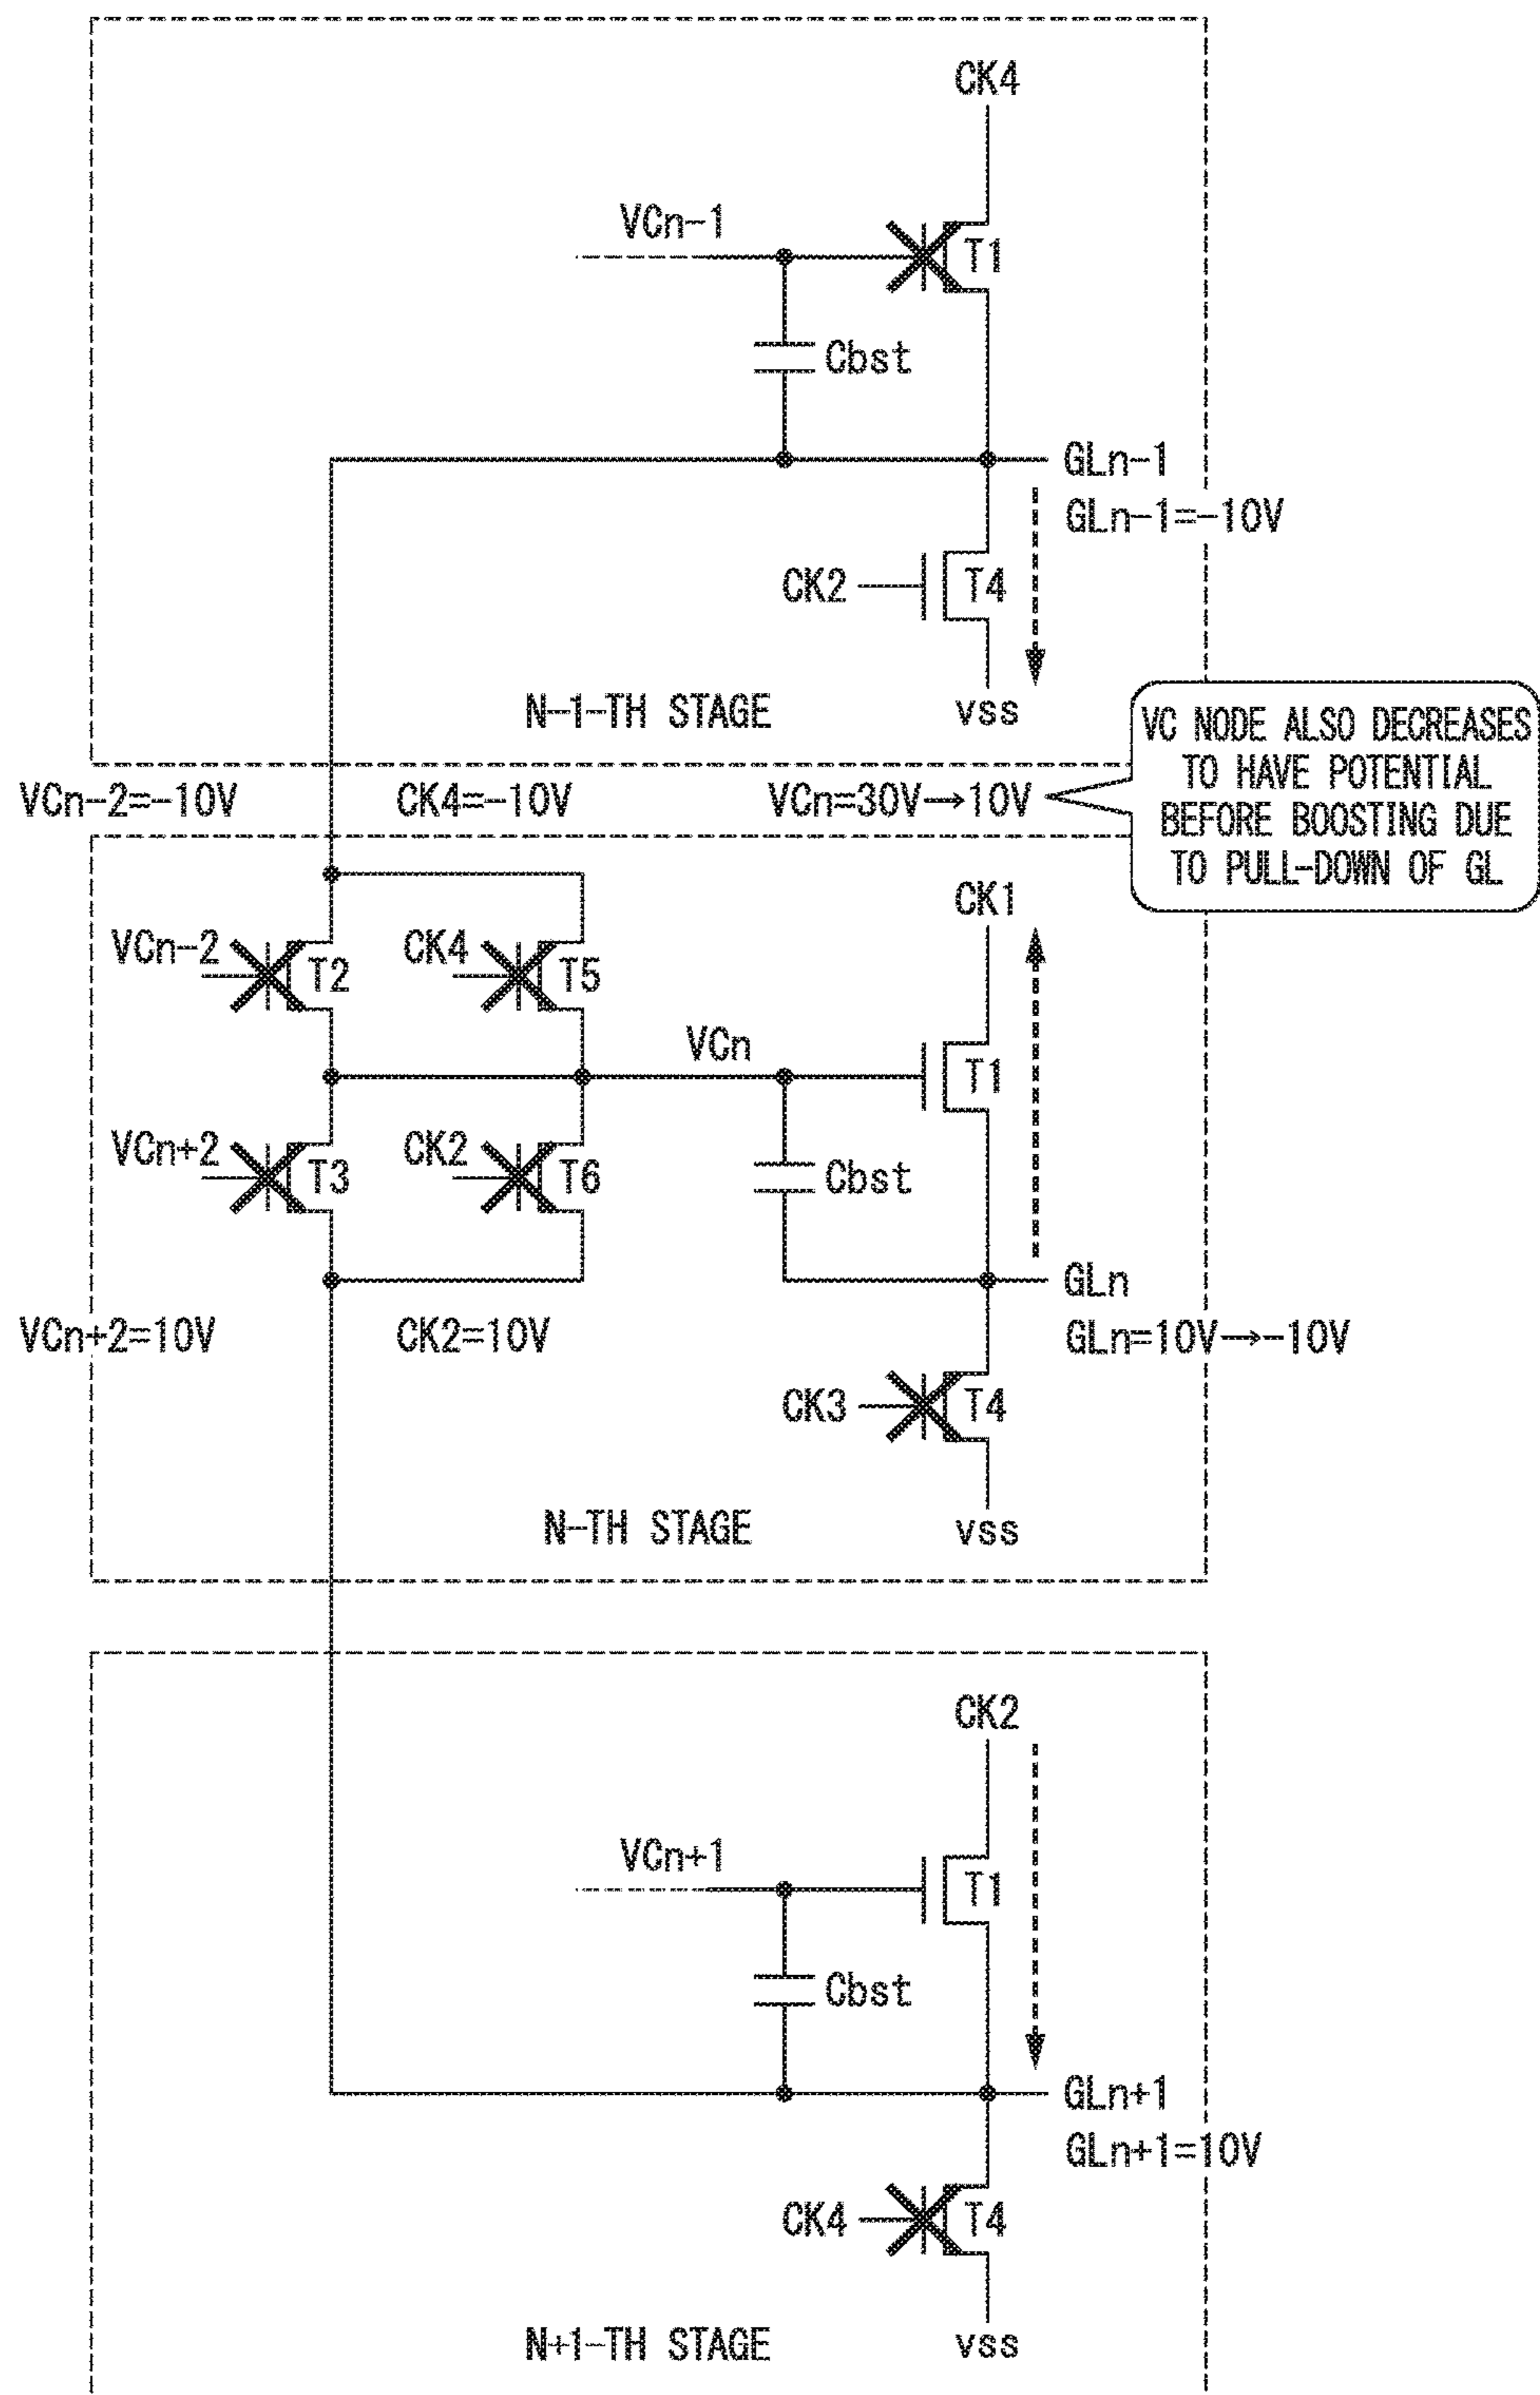 CK4
VCn-1
T1
Cbst
GLn-1
GLn-1=-10V
CK2
T4
N-1-TH STAGE
vss
VC NODE ALSO DECREASES
TO HAVE POTENTIAL
BEFORE BOOSTING DUE
TO PULL-DOWN OF GL
VCn-2=-10V
CK4=-10V
VCn=30V→10V
CK1
VCn-2
T2
CK4
T5
VCn
T1
VCn+2
T3
CK2
T6
Cbst
GLn
VCn+2=10V
CK2=10V
GLn=10V→-10V
CK3
T4
N-TH STAGE
vss
CK2
VCn+1
T1
Cbst
GLn+1
GLn+1=10V
CK4
T4
N+1-TH STAGE
vss